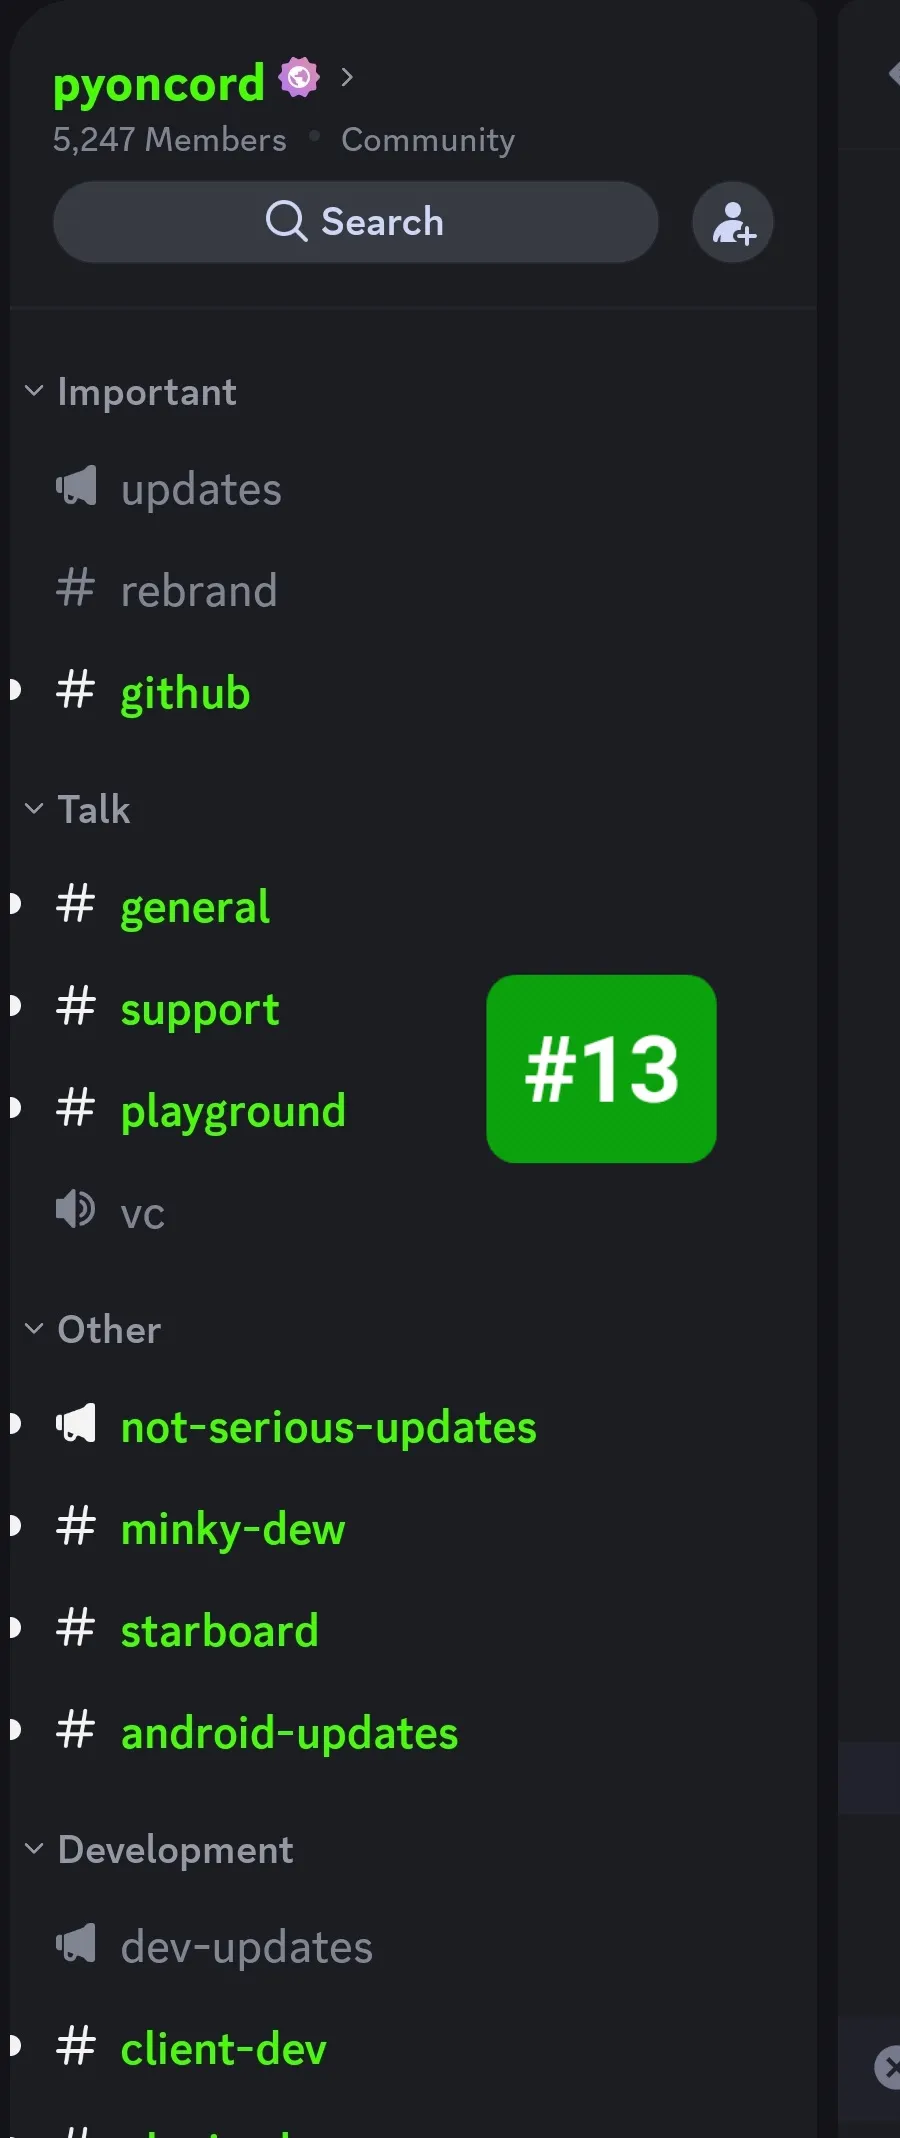 pyoncord
5,247 Members • Community
Search
Important
updates
# rebrand
# github
Talk
# general
# support
#13
# playground
vc
Other
not-serious-updates
# minky-dew
# starboard
# android-updates
Development
dev-updates
# client-dev
#